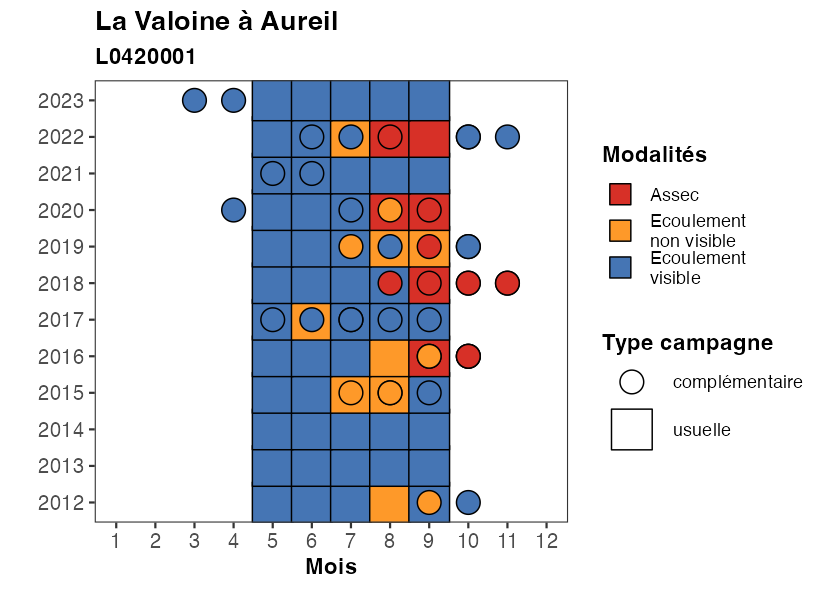 La Valoine à Aureil
L0420001
2023
2022
2021
2020
2019
2018
2017
2016
2015
2014
2013
2012
1 2 3 4 5 6 7 8 9 10 11 12
Mois
Modalités
Assec
Ecoulement
non visible
Ecoulement
visible
Type campagne
complémentaire
usuelle